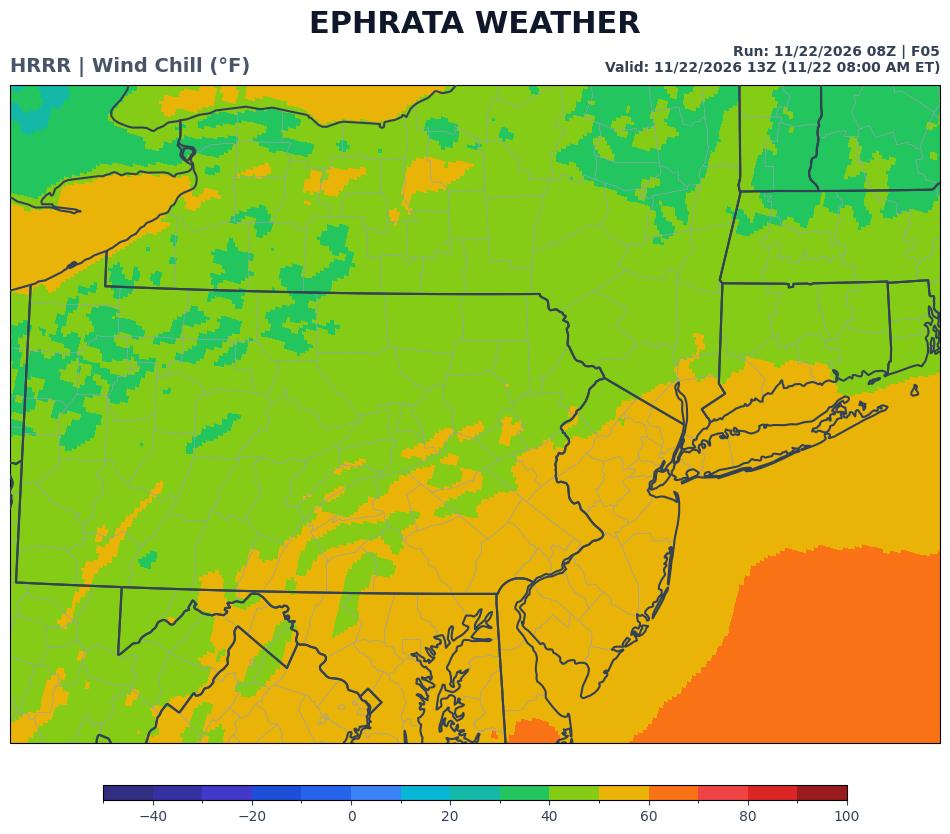 EPHRATA WEATHER
HRRR | Wind Chill (°F)
Run: 11/22/2026 08Z | F05
Valid: 11/22/2026 13Z (11/22 08:00 AM ET)
−40 −20 0 20 40 60 80 100